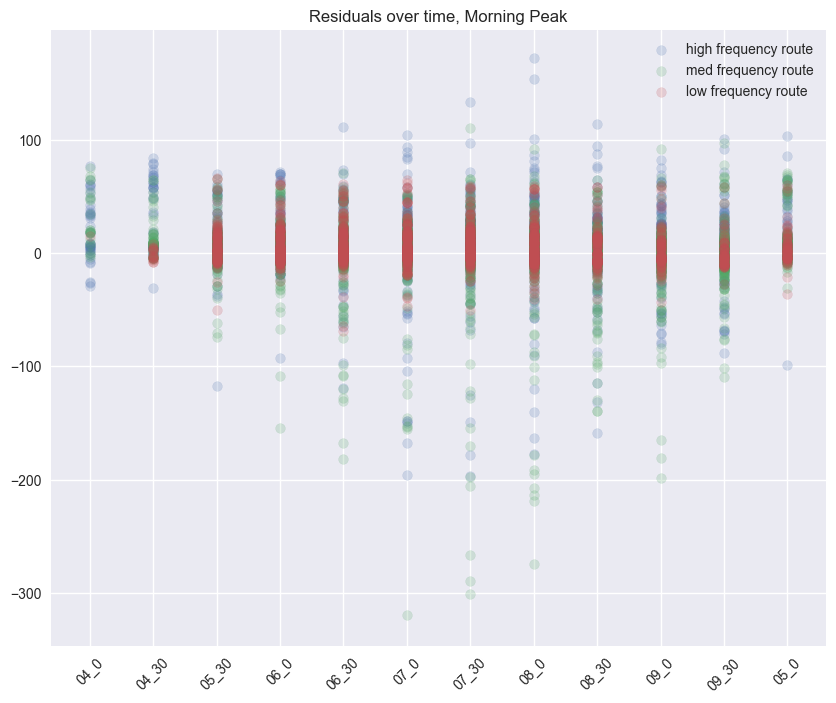 Residuals over time, Morning Peak
high frequency route
med frequency route
low frequency route
100
0
−100
−200
−300
04_0 04_30 05_30 06_0 06_30 07_0 07_30 08_0 08_30 09_0 09_30 05_0